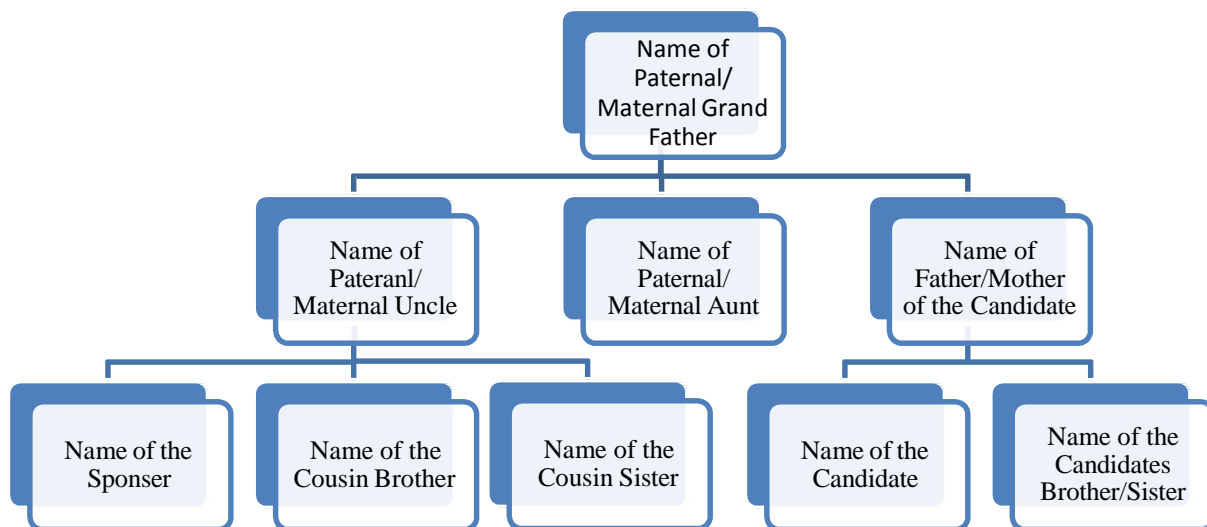 Name of
Paternal/
Maternal Grand
Father
Name of
Pateranl/
Maternal Uncle
Name of
Paternal/
Maternal Aunt
Name of
Father/Mother
of the Candidate
Name of the
Sponser
Name of the
Cousin Brother
Name of the
Cousin Sister
Name of the
Candidate
Name of the
Candidates
Brother/Sister